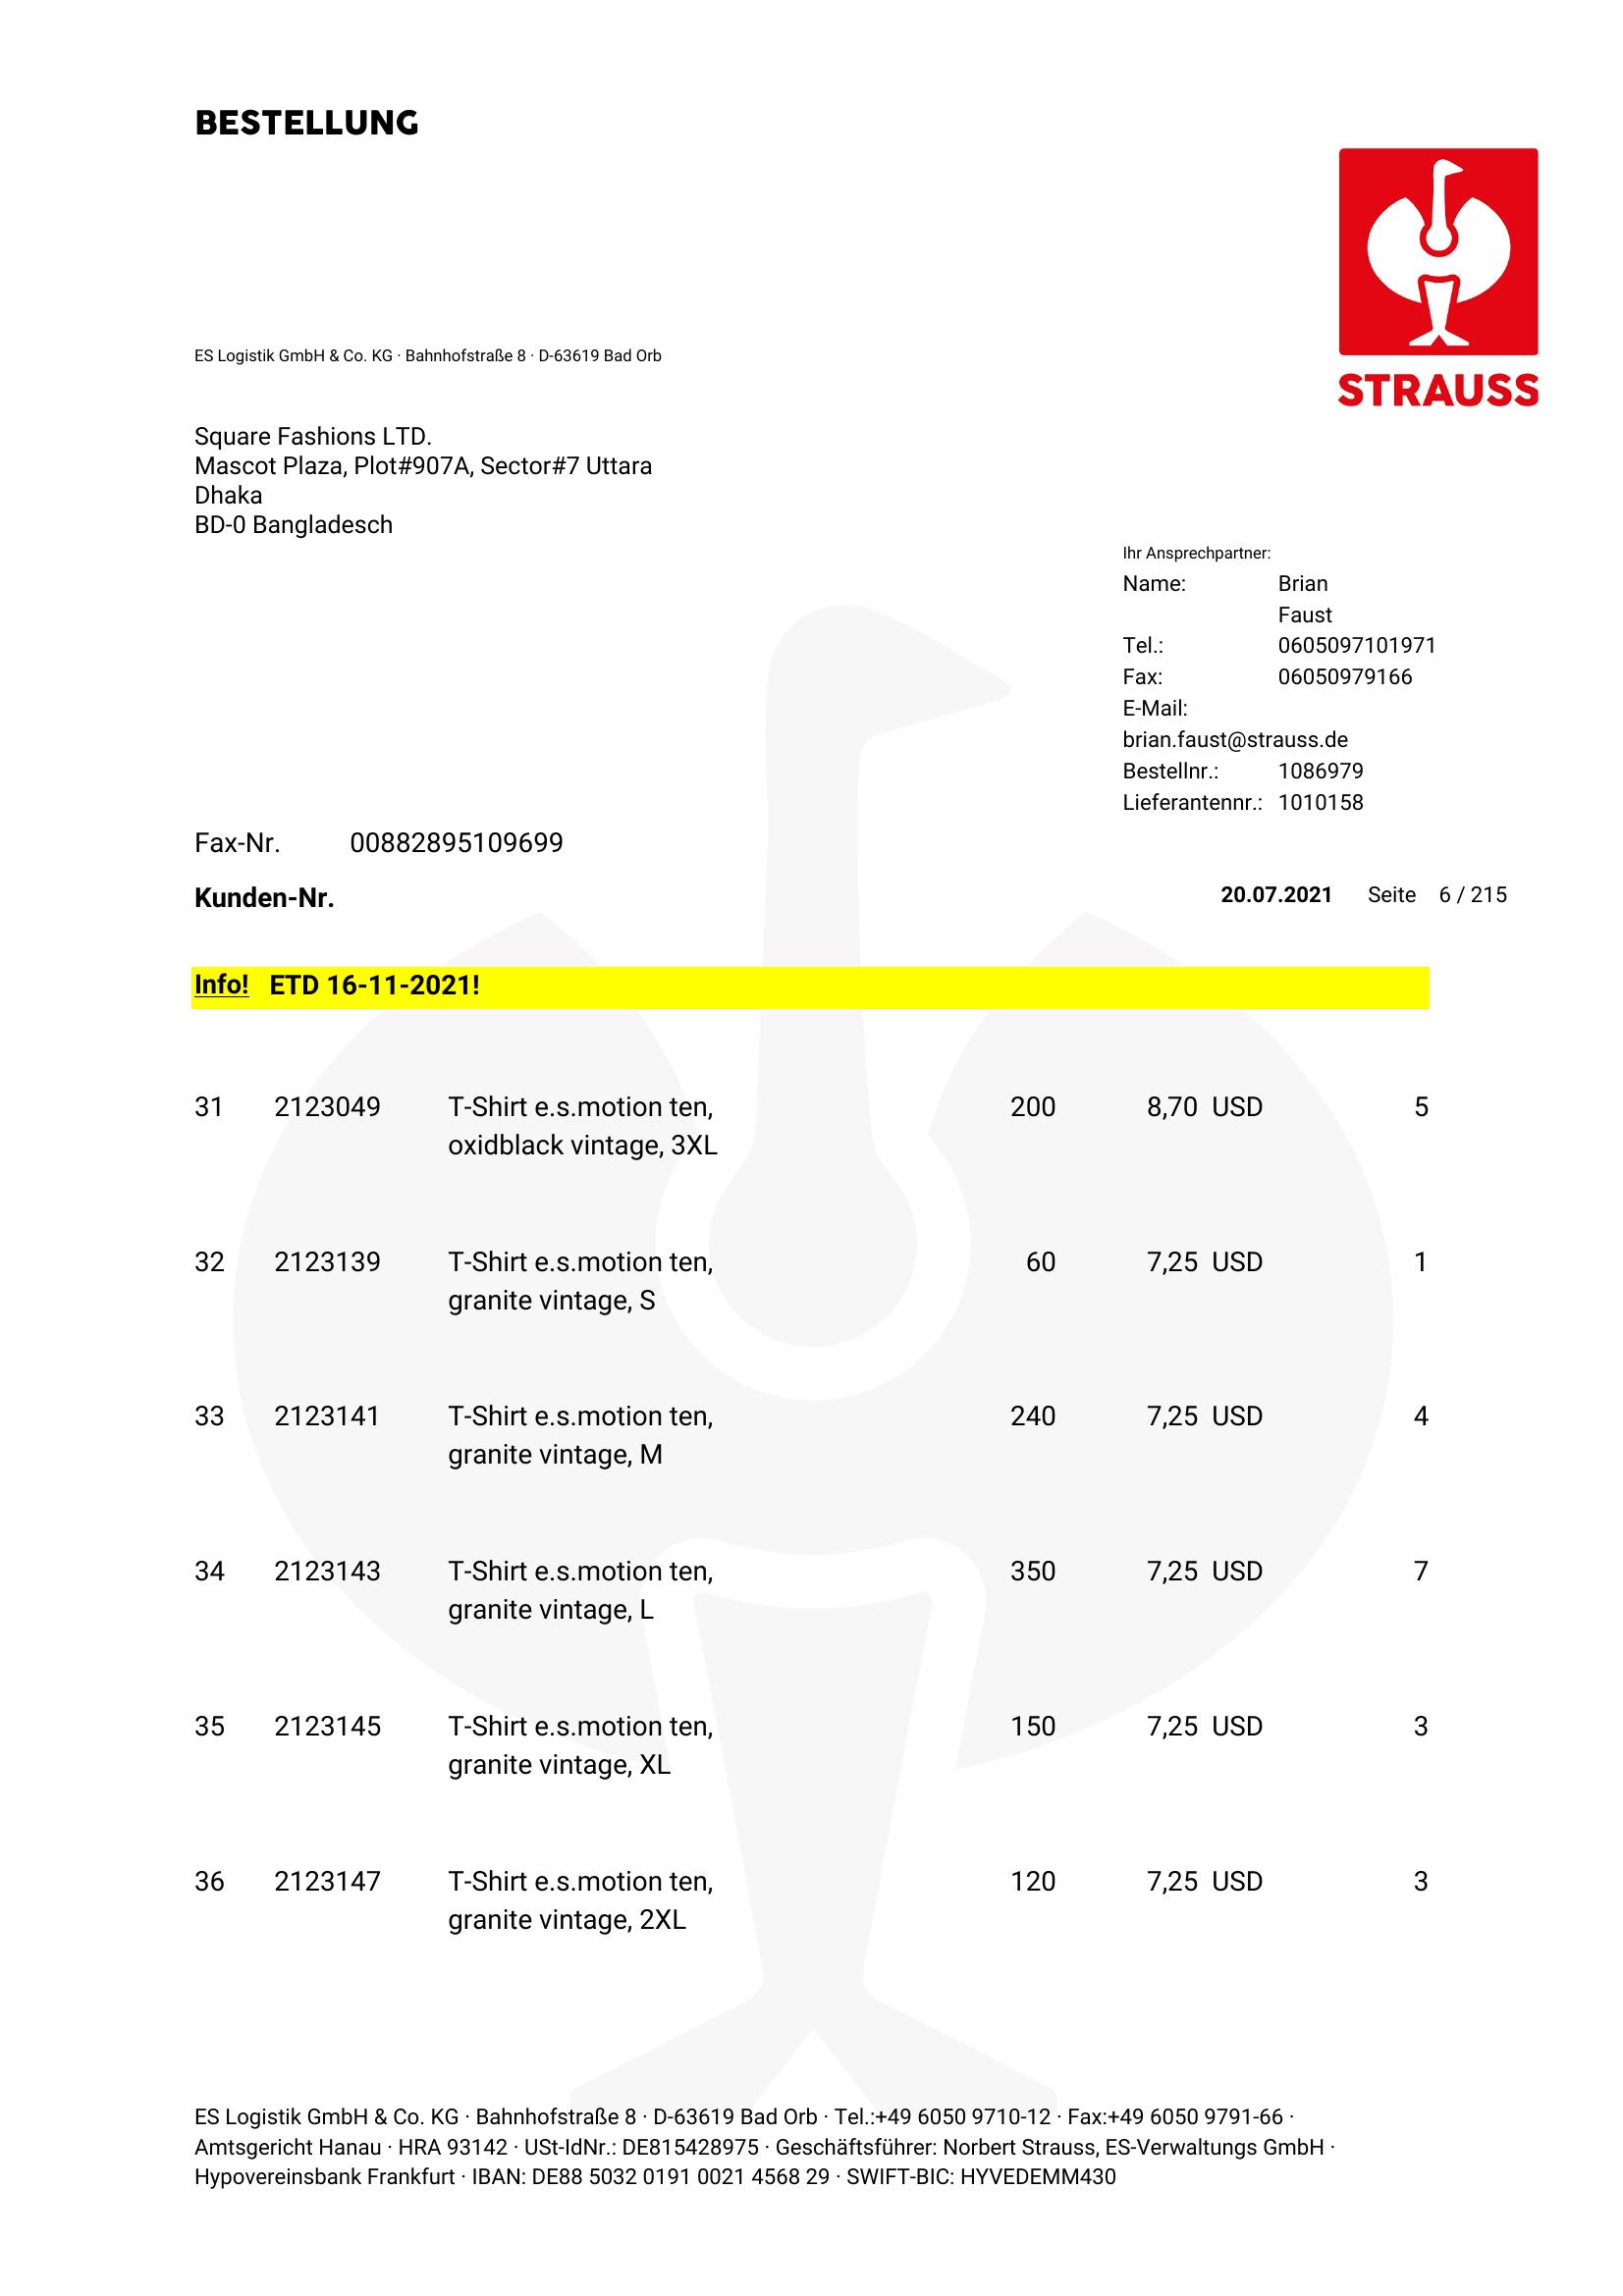 BESTELLUNG
STRAUSS
ES Logistik GmbH & Co. KG · Bahnhofstraße 8 · D-63619 Bad Orb
Square Fashions LTD.
Mascot Plaza, Plot#907A, Sector#7 Uttara
Dhaka
BD-0 Bangladesch
Ihr Ansprechpartner:
Name: Brian
Faust
Tel.: 0605097101971
Fax: 06050979166
E-Mail:
brian.faust@strauss.de
Bestellnr.: 1086979
Lieferantennr.: 1010158
Fax-Nr. 00882895109699
Kunden-Nr. 20.07.2021 Seite 6 / 215
Info! ETD 16-11-2021!
31 2123049 T-Shirt e.s.motion ten, 200 8,70 USD 5
oxidblack vintage, 3XL
32 2123139 T-Shirt e.s.motion ten, 60 7,25 USD 1
granite vintage, S
33 2123141 T-Shirt e.s.motion ten, 240 7,25 USD 4
granite vintage, M
34 2123143 T-Shirt e.s.motion ten, 350 7,25 USD 7
granite vintage, L
35 2123145 T-Shirt e.s.motion ten, 150 7,25 USD 3
granite vintage, XL
36 2123147 T-Shirt e.s.motion ten, 120 7,25 USD 3
granite vintage, 2XL
ES Logistik GmbH & Co. KG · Bahnhofstraße 8 · D-63619 Bad Orb · Tel.:+49 6050 9710-12 · Fax:+49 6050 9791-66 ·
Amtsgericht Hanau · HRA 93142 · USt-IdNr.: DE815428975 · Geschäftsführer: Norbert Strauss, ES-Verwaltungs GmbH ·
Hypovereinsbank Frankfurt · IBAN: DE88 5032 0191 0021 4568 29 · SWIFT-BIC: HYVEDEMM430